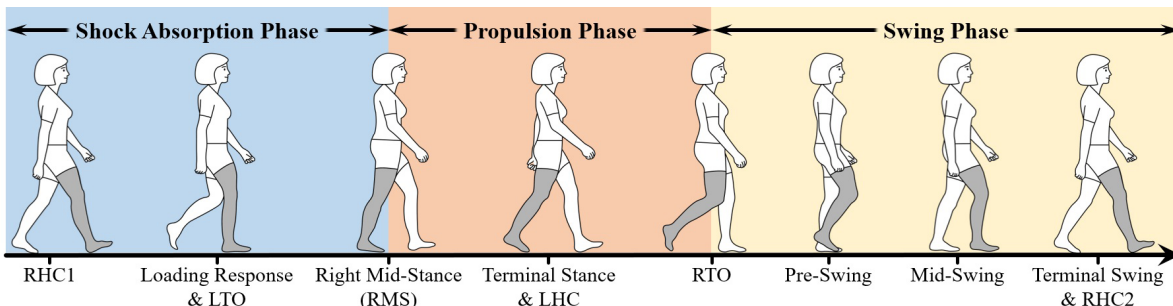 Shock Absorption Phase
Propulsion Phase
Swing Phase
RHC1
Loading Response
& LTO
Right Mid-Stance
(RMS)
Terminal Stance
& LHC
RTO
Pre-Swing
Mid-Swing
Terminal Swing
& RHC2